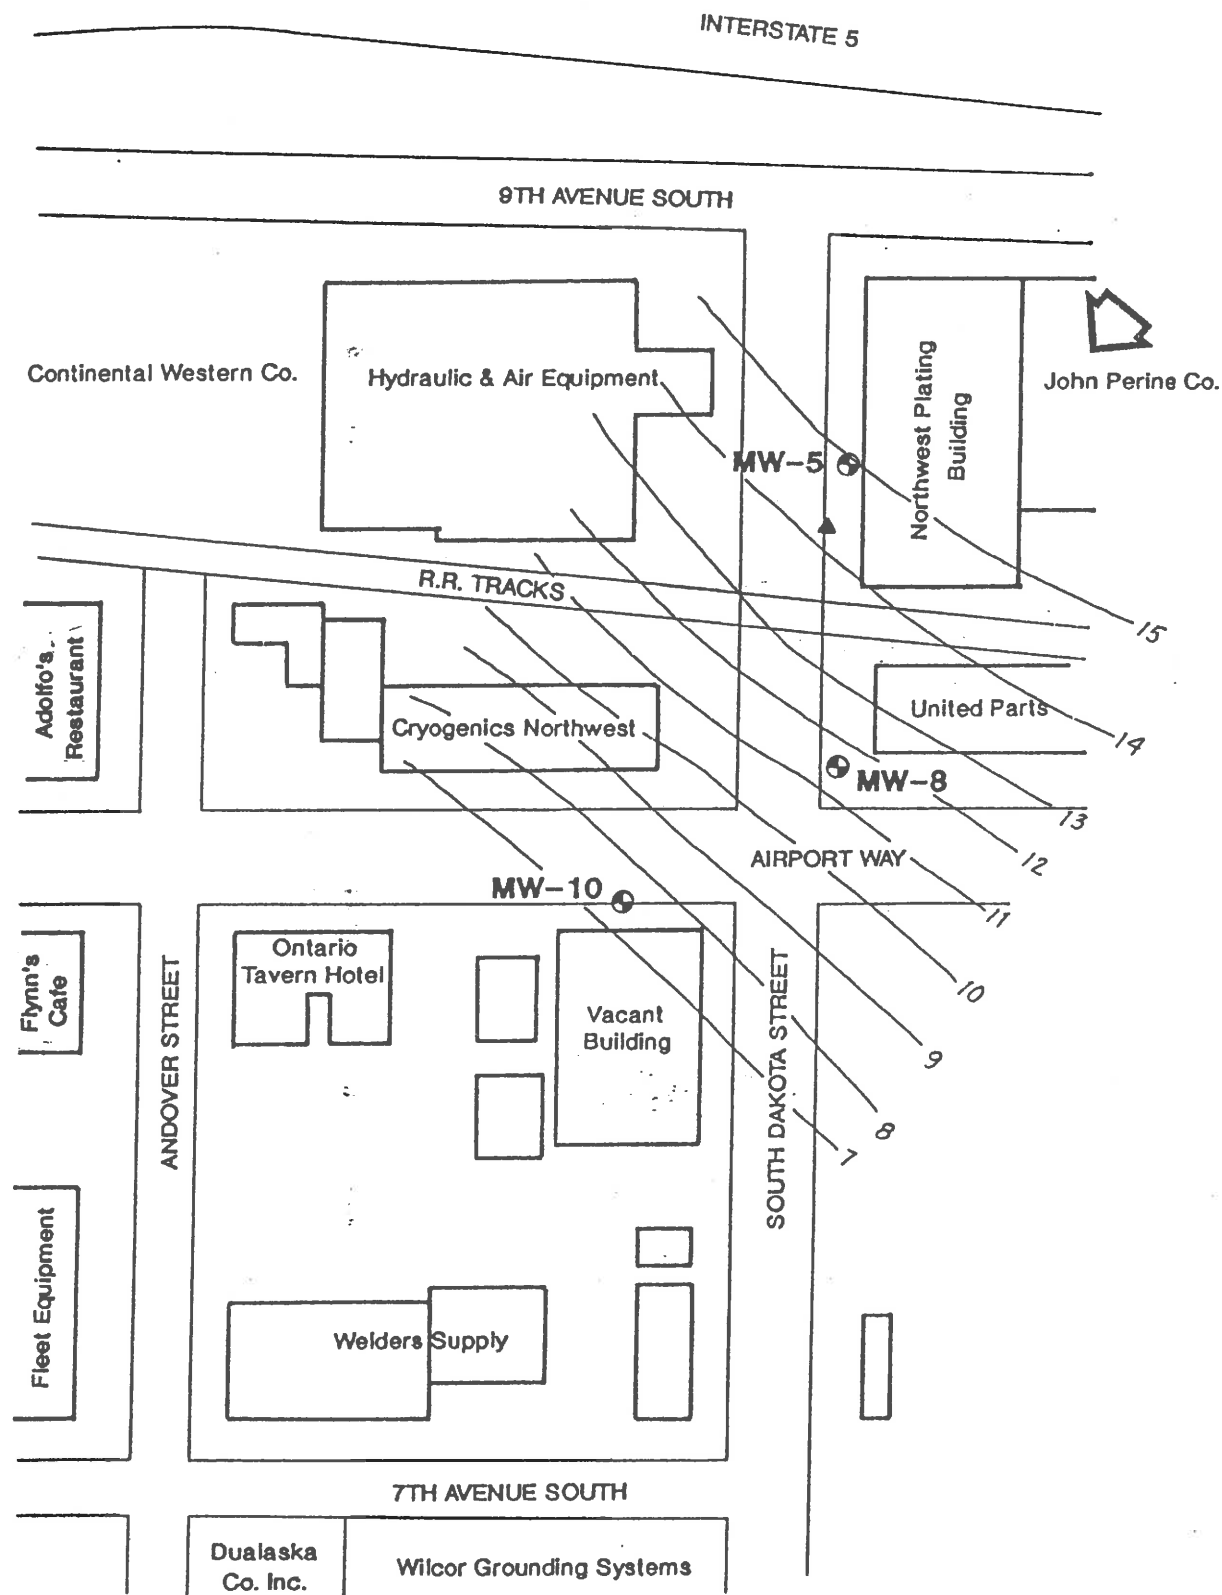 INTERSTATE 5
9TH AVENUE SOUTH
Continental Western Co.
Hydraulic & Air Equipment
Northwest Plating
Building
John Perine Co.
MW-5
R.R. TRACKS
15
Adolfo's
Restaurant
Cryogenics Northwest
United Parts
14
MW-8
13
12
AIRPORT WAY
MW-10
11
10
Ontario
Tavern Hotel
Flynn's
Cafe
ANDOVER STREET
Vacant
Building
SOUTH DAKOTA STREET
9
8
7
Fleet Equipment
Welders Supply
7TH AVENUE SOUTH
Dualaska
Co. Inc.
Wilcor Grounding Systems